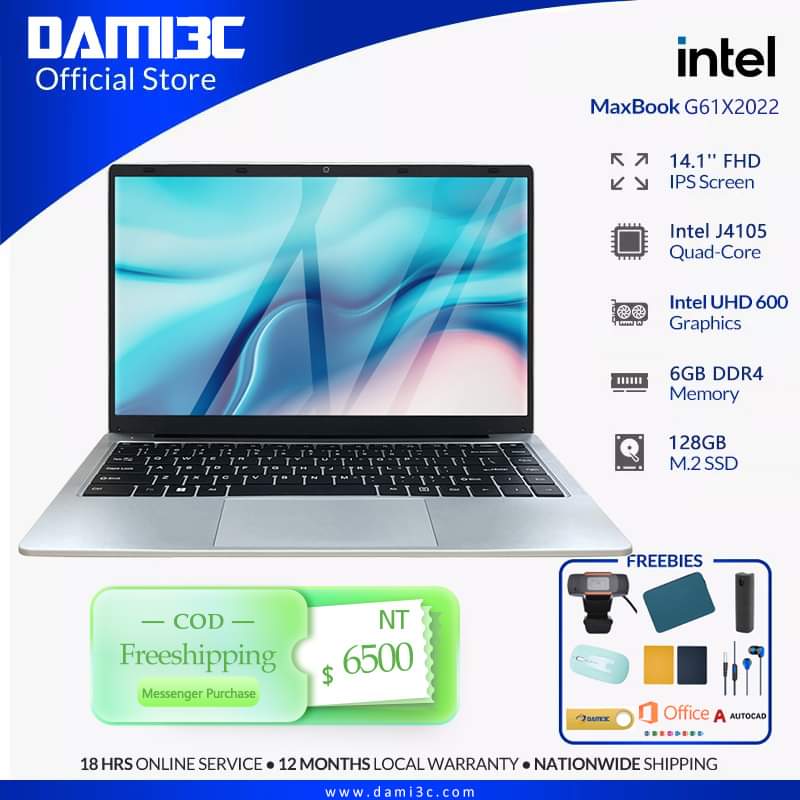 DAMI3C
Official Store
intel
MaxBook G61X2022
14.1'' FHD
IPS Screen
Intel J4105
Quad-Core
Intel UHD 600
Graphics
6GB DDR4
Memory
128GB
M.2 SSD
FREEBIES
— COD —
Freeshipping
Messenger Purchase
NT
$ 6500
DAMI3C
Office
AUTOCAD
18 HRS ONLINE SERVICE ● 12 MONTHS LOCAL WARRANTY ● NATIONWIDE SHIPPING
www.dami3c.com